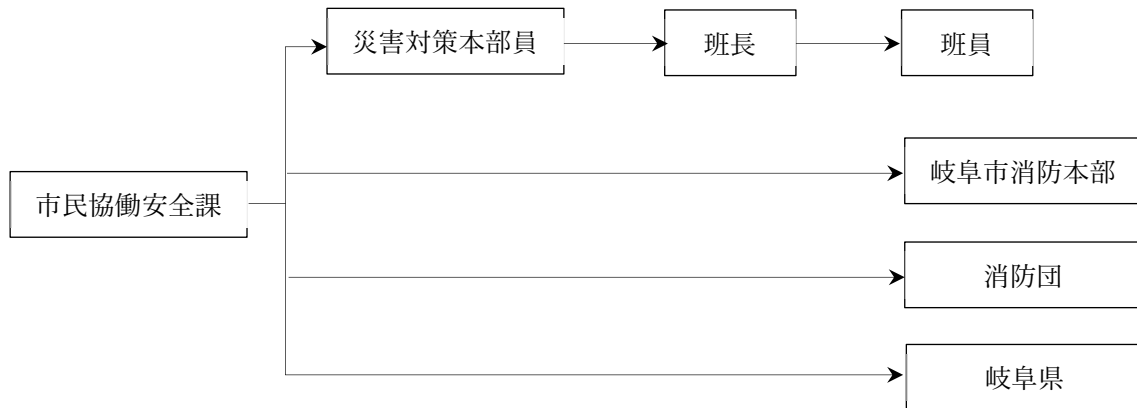 災害対策本部員
班長
班員
岐阜市消防本部
市民協働安全課
消防団
岐阜県